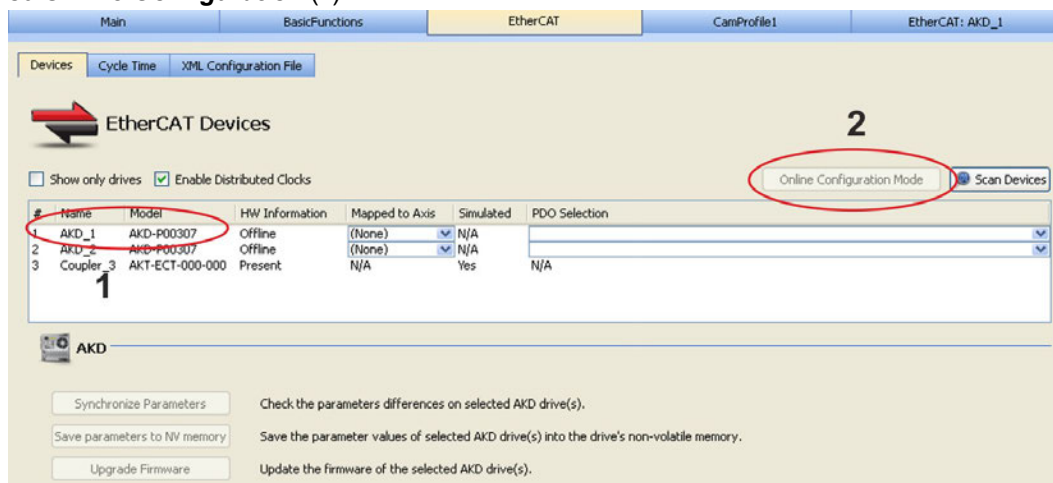 Main BasicFunctions EtherCAT CamProfile1 EtherCAT: AKD_1
Devices Cycle Time XML Configuration File
EtherCAT Devices
2
Show only drives Enable Distributed Clocks Online Configuration Mode Scan Devices
# Name Model HW Information Mapped to Axis Simulated PDO Selection
1 AKD_1 AKD-P00307 Offline (None) N/A
2 AKD_2 AKD-P00307 Offline (None) N/A
3 Coupler_3 AKT-ECT-000-000 Present N/A Yes N/A
1
AKD
Synchronize Parameters Check the parameters differences on selected AKD drive(s).
Save parameters to NV memory Save the parameter values of selected AKD drive(s) into the drive's non-volatile memory.
Upgrade Firmware Update the firmware of the selected AKD drive(s).